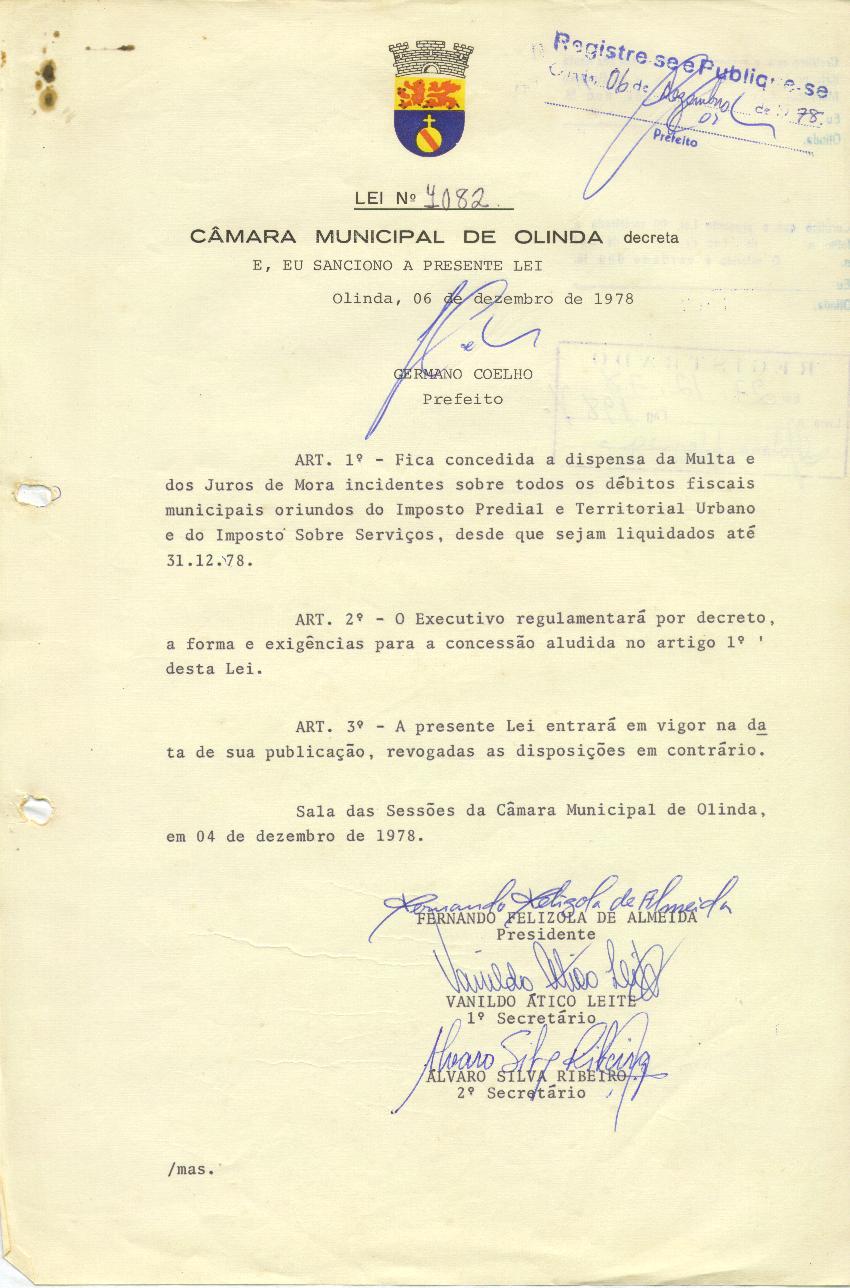 Registre-se e Publique-se
Olinda, 06 de Dezembro de 1978.
Prefeito
LEI Nº 4082.
CÂMARA MUNICIPAL DE OLINDA decreta
E, EU SANCIONO A PRESENTE LEI
Olinda, 06 de dezembro de 1978
GERMANO COELHO
Prefeito
ART. 1º - Fica concedida a dispensa da Multa e
dos Juros de Mora incidentes sobre todos os débitos fiscais
municipais oriundos do Imposto Predial e Territorial Urbano
e do Imposto Sobre Serviços, desde que sejam liquidados até
31.12.78.
ART. 2º - O Executivo regulamentará por decreto,
a forma e exigências para a concessão aludida no artigo 1º '
desta Lei.
ART. 3º - A presente Lei entrará em vigor na da
ta de sua publicação, revogadas as disposições em contrário.
Sala das Sessões da Câmara Municipal de Olinda,
em 04 de dezembro de 1978.
Fernando Felizola de Almeida
FERNANDO FELIZOLA DE ALMEIDA
Presidente
Vanildo Ático Leite
VANILDO ÁTICO LEITE
1º Secretário
Alvaro Silva Ribeiro
ÁLVARO SILVA RIBEIRO
2º Secretário
/mas.